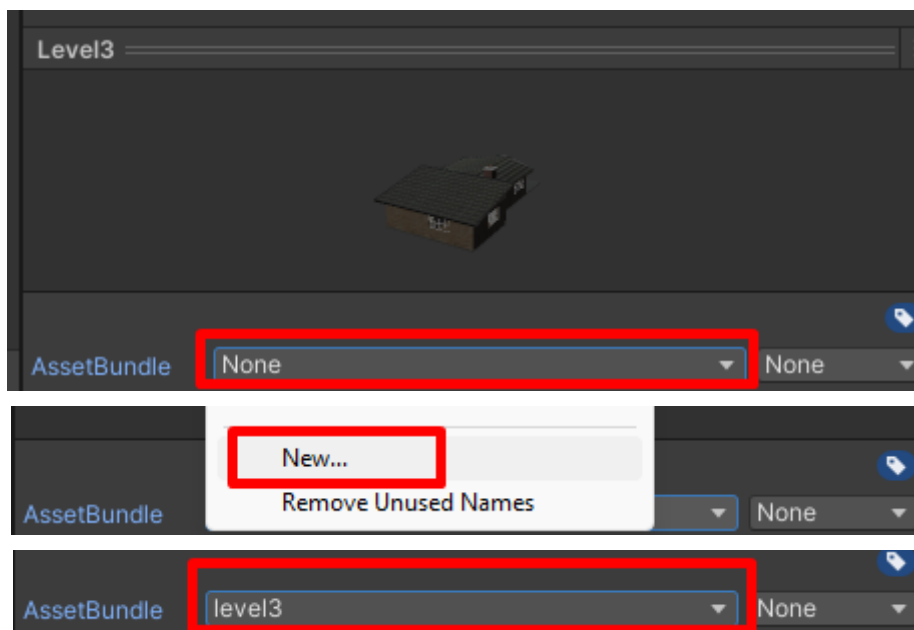 Level3
AssetBundle None None
New...
Remove Unused Names
AssetBundle None
AssetBundle level3 None